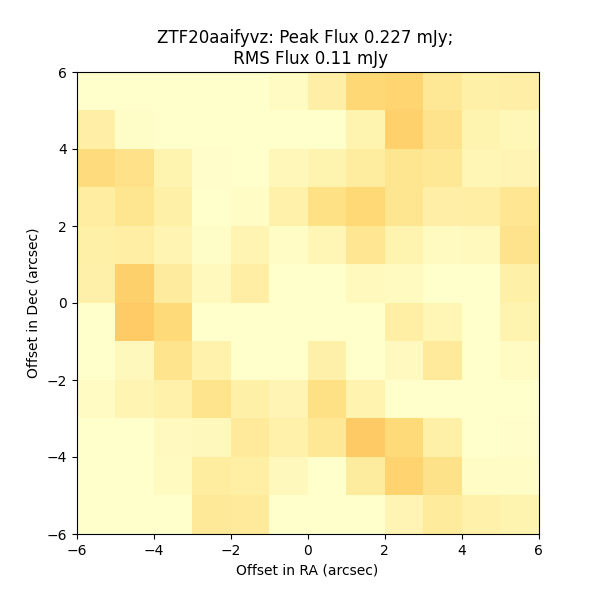 ZTF20aaifyvz: Peak Flux 0.227 mJy;
RMS Flux 0.11 mJy
6
4
2
0
−2
−4
−6
Offset in Dec (arcsec)
−6 −4 −2 0 2 4 6
Offset in RA (arcsec)